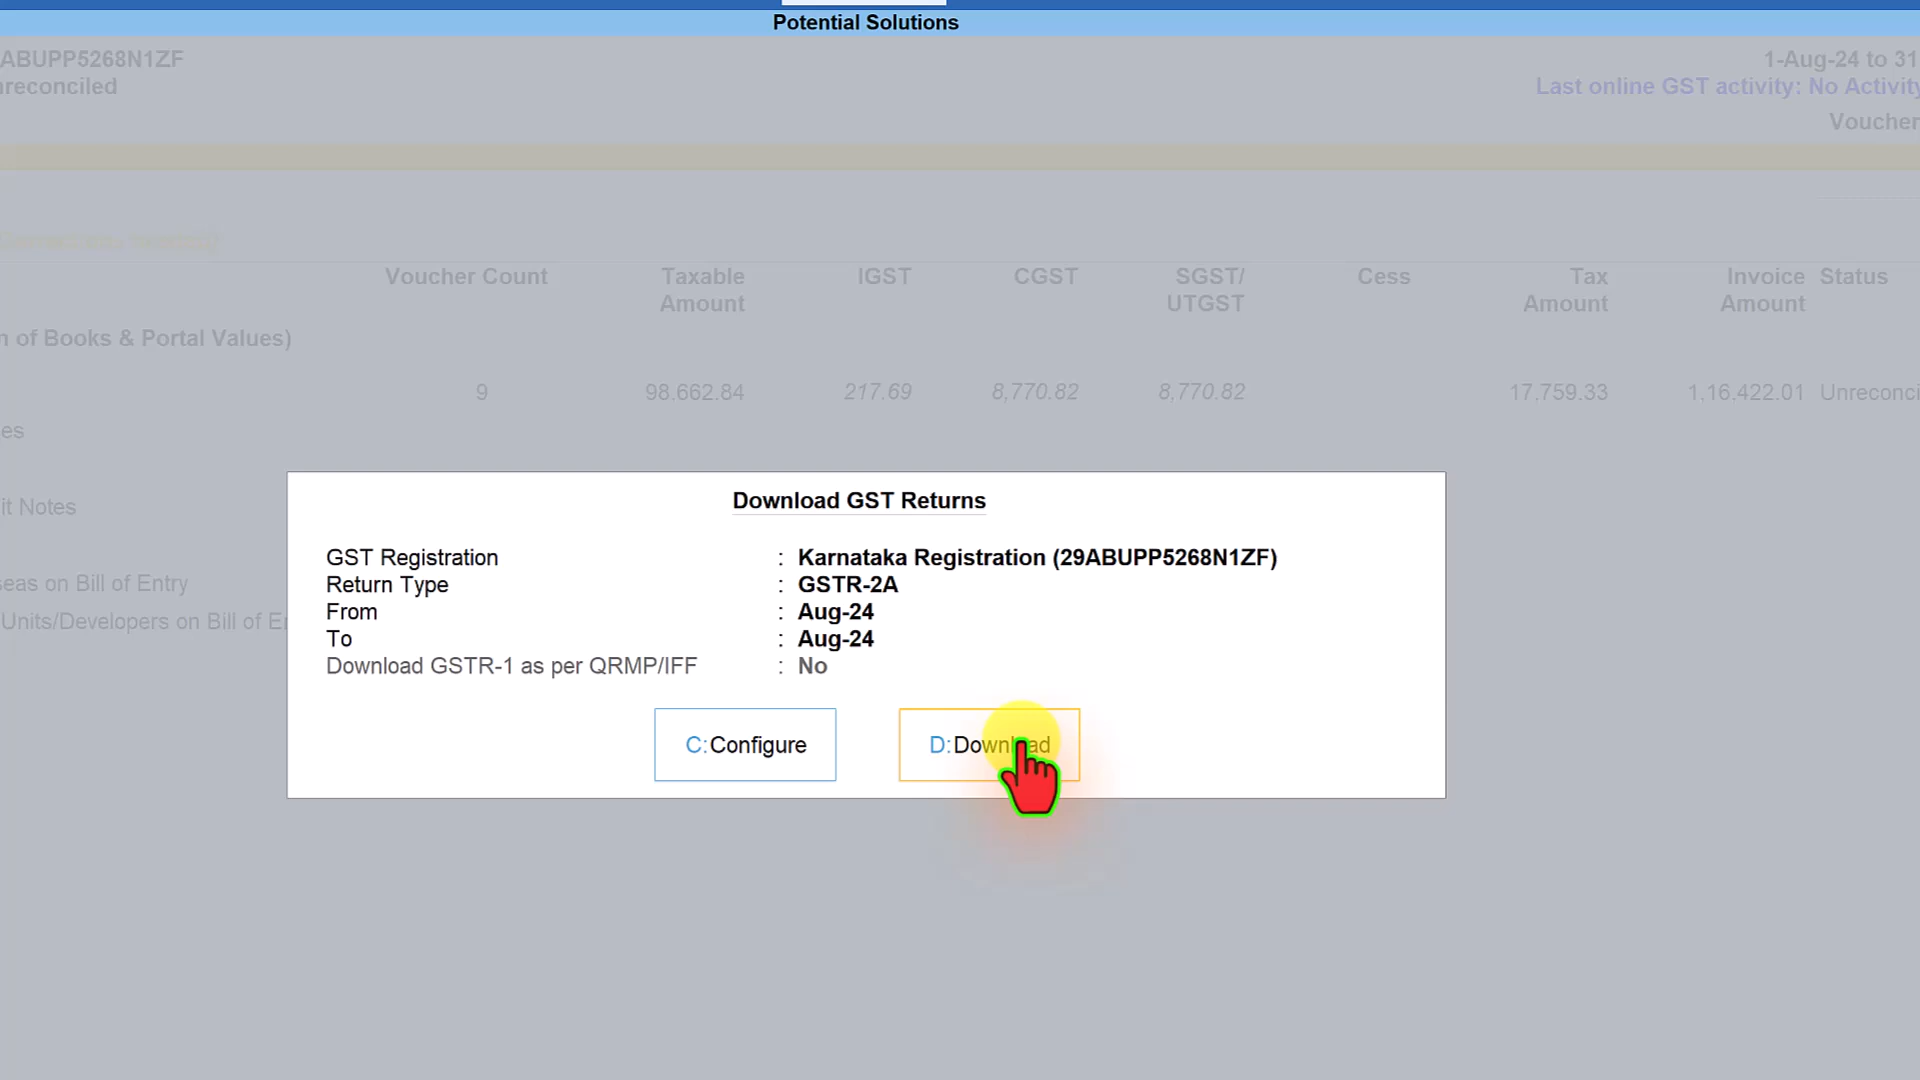 Potential Solutions
ABUPP5268N1ZF
1-Aug-24 to 31
nreconciled
Last online GST activity: No Activity
Voucher
Voucher Count Taxable Amount IGST CGST SGST/ UTGST Cess Tax Amount Invoice Amount Status
n of Books & Portal Values)
9 98,662.84 217.69 8,770.82 8,770.82 17,759.33 1,16,422.01 Unreconci
es
it Notes
seas on Bill of Entry
Units/Developers on Bill of En
Download GST Returns
GST Registration : Karnataka Registration (29ABUPP5268N1ZF)
Return Type : GSTR-2A
From : Aug-24
To : Aug-24
Download GSTR-1 as per QRMP/IFF : No
C:Configure D:Download